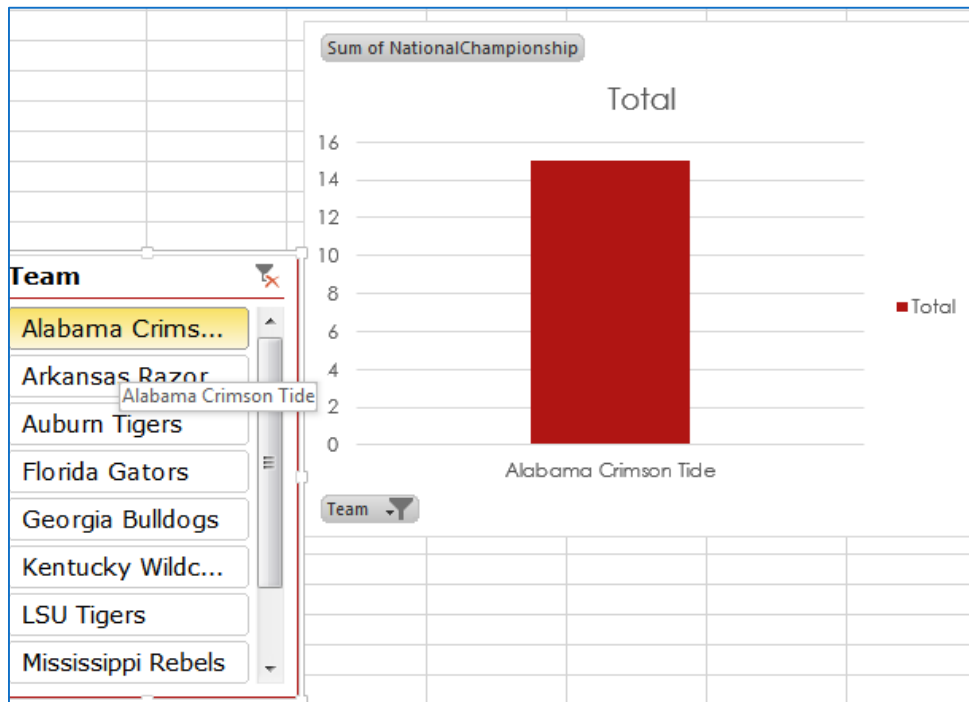 Sum of NationalChampionship
Total
16
14
12
10
8
6
4
2
0
Total
Alabama Crimson Tide
Team
Team
Alabama Crims...
Arkansas Razor
Alabama Crimson Tide
Auburn Tigers
Florida Gators
Georgia Bulldogs
Kentucky Wildc...
LSU Tigers
Mississippi Rebels